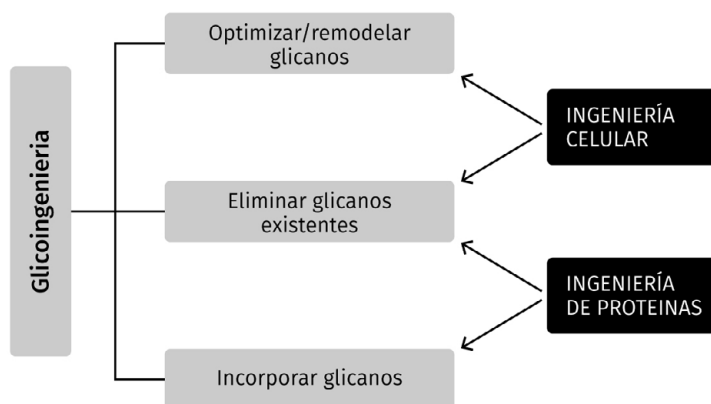 Glicoingenieria
Optimizar/remodelar
glicanos
Eliminar glicanos
existentes
Incorporar glicanos
INGENIERÍA
CELULAR
INGENIERÍA
DE PROTEINAS